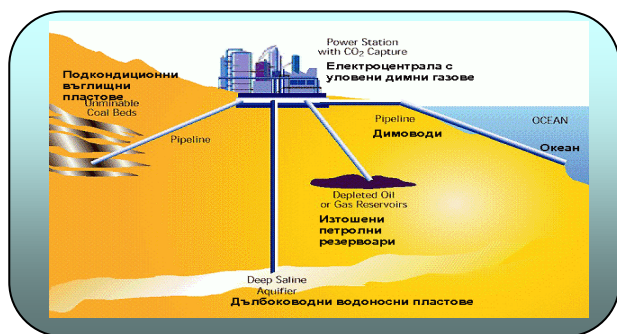 Power Station
with CO2 Capture
Електроцентрала с
уловени димни газове
Подкондиционни
въглищни
пластове
Unminable
Coal Beds
Pipeline
Pipeline
Димоводи
OCEAN
Океан
Depleted Oil
or Gas Reservoirs
Изтощени
петролни
резервоари
Deep Saline
Aquifier
Дълбоководни водоносни пластове